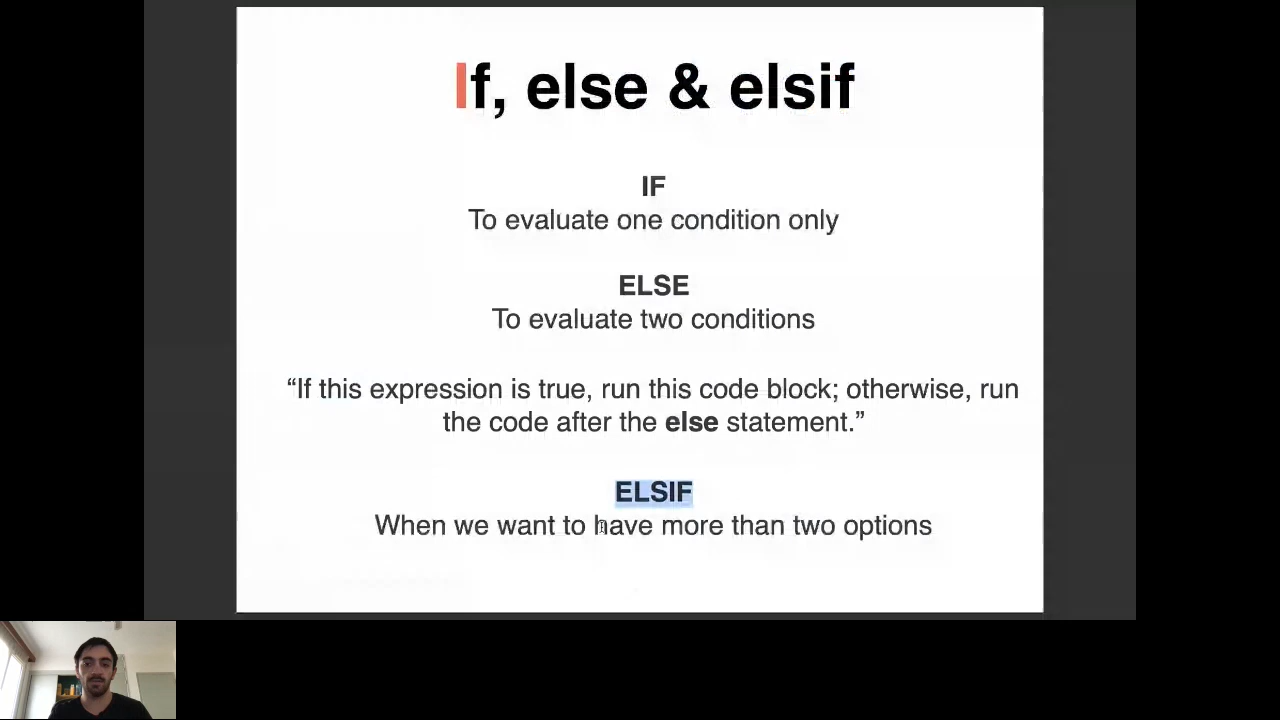 If, else & elsif
IF
To evaluate one condition only
ELSE
To evaluate two conditions
“If this expression is true, run this code block; otherwise, run
the code after the else statement.”
ELSIF
When we want to have more than two options